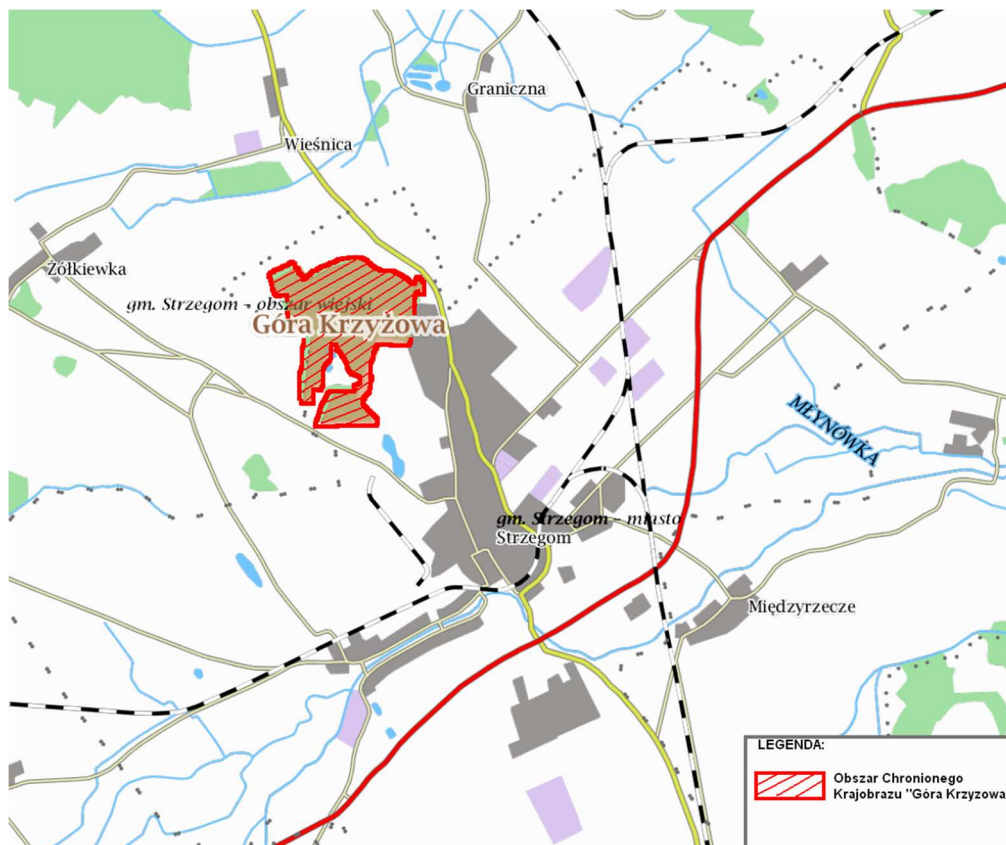 Graniczna
Wieśnica
Żółkiewka
gm. Strzegom - obszar wiejski
Góra Krzyżowa
MŁYNÓWKA
gm. Strzegom - miasto
Strzegom
Międzyrzecze
LEGENDA:
Obszar Chronionego
Krajobrazu "Góra Krzyzowa